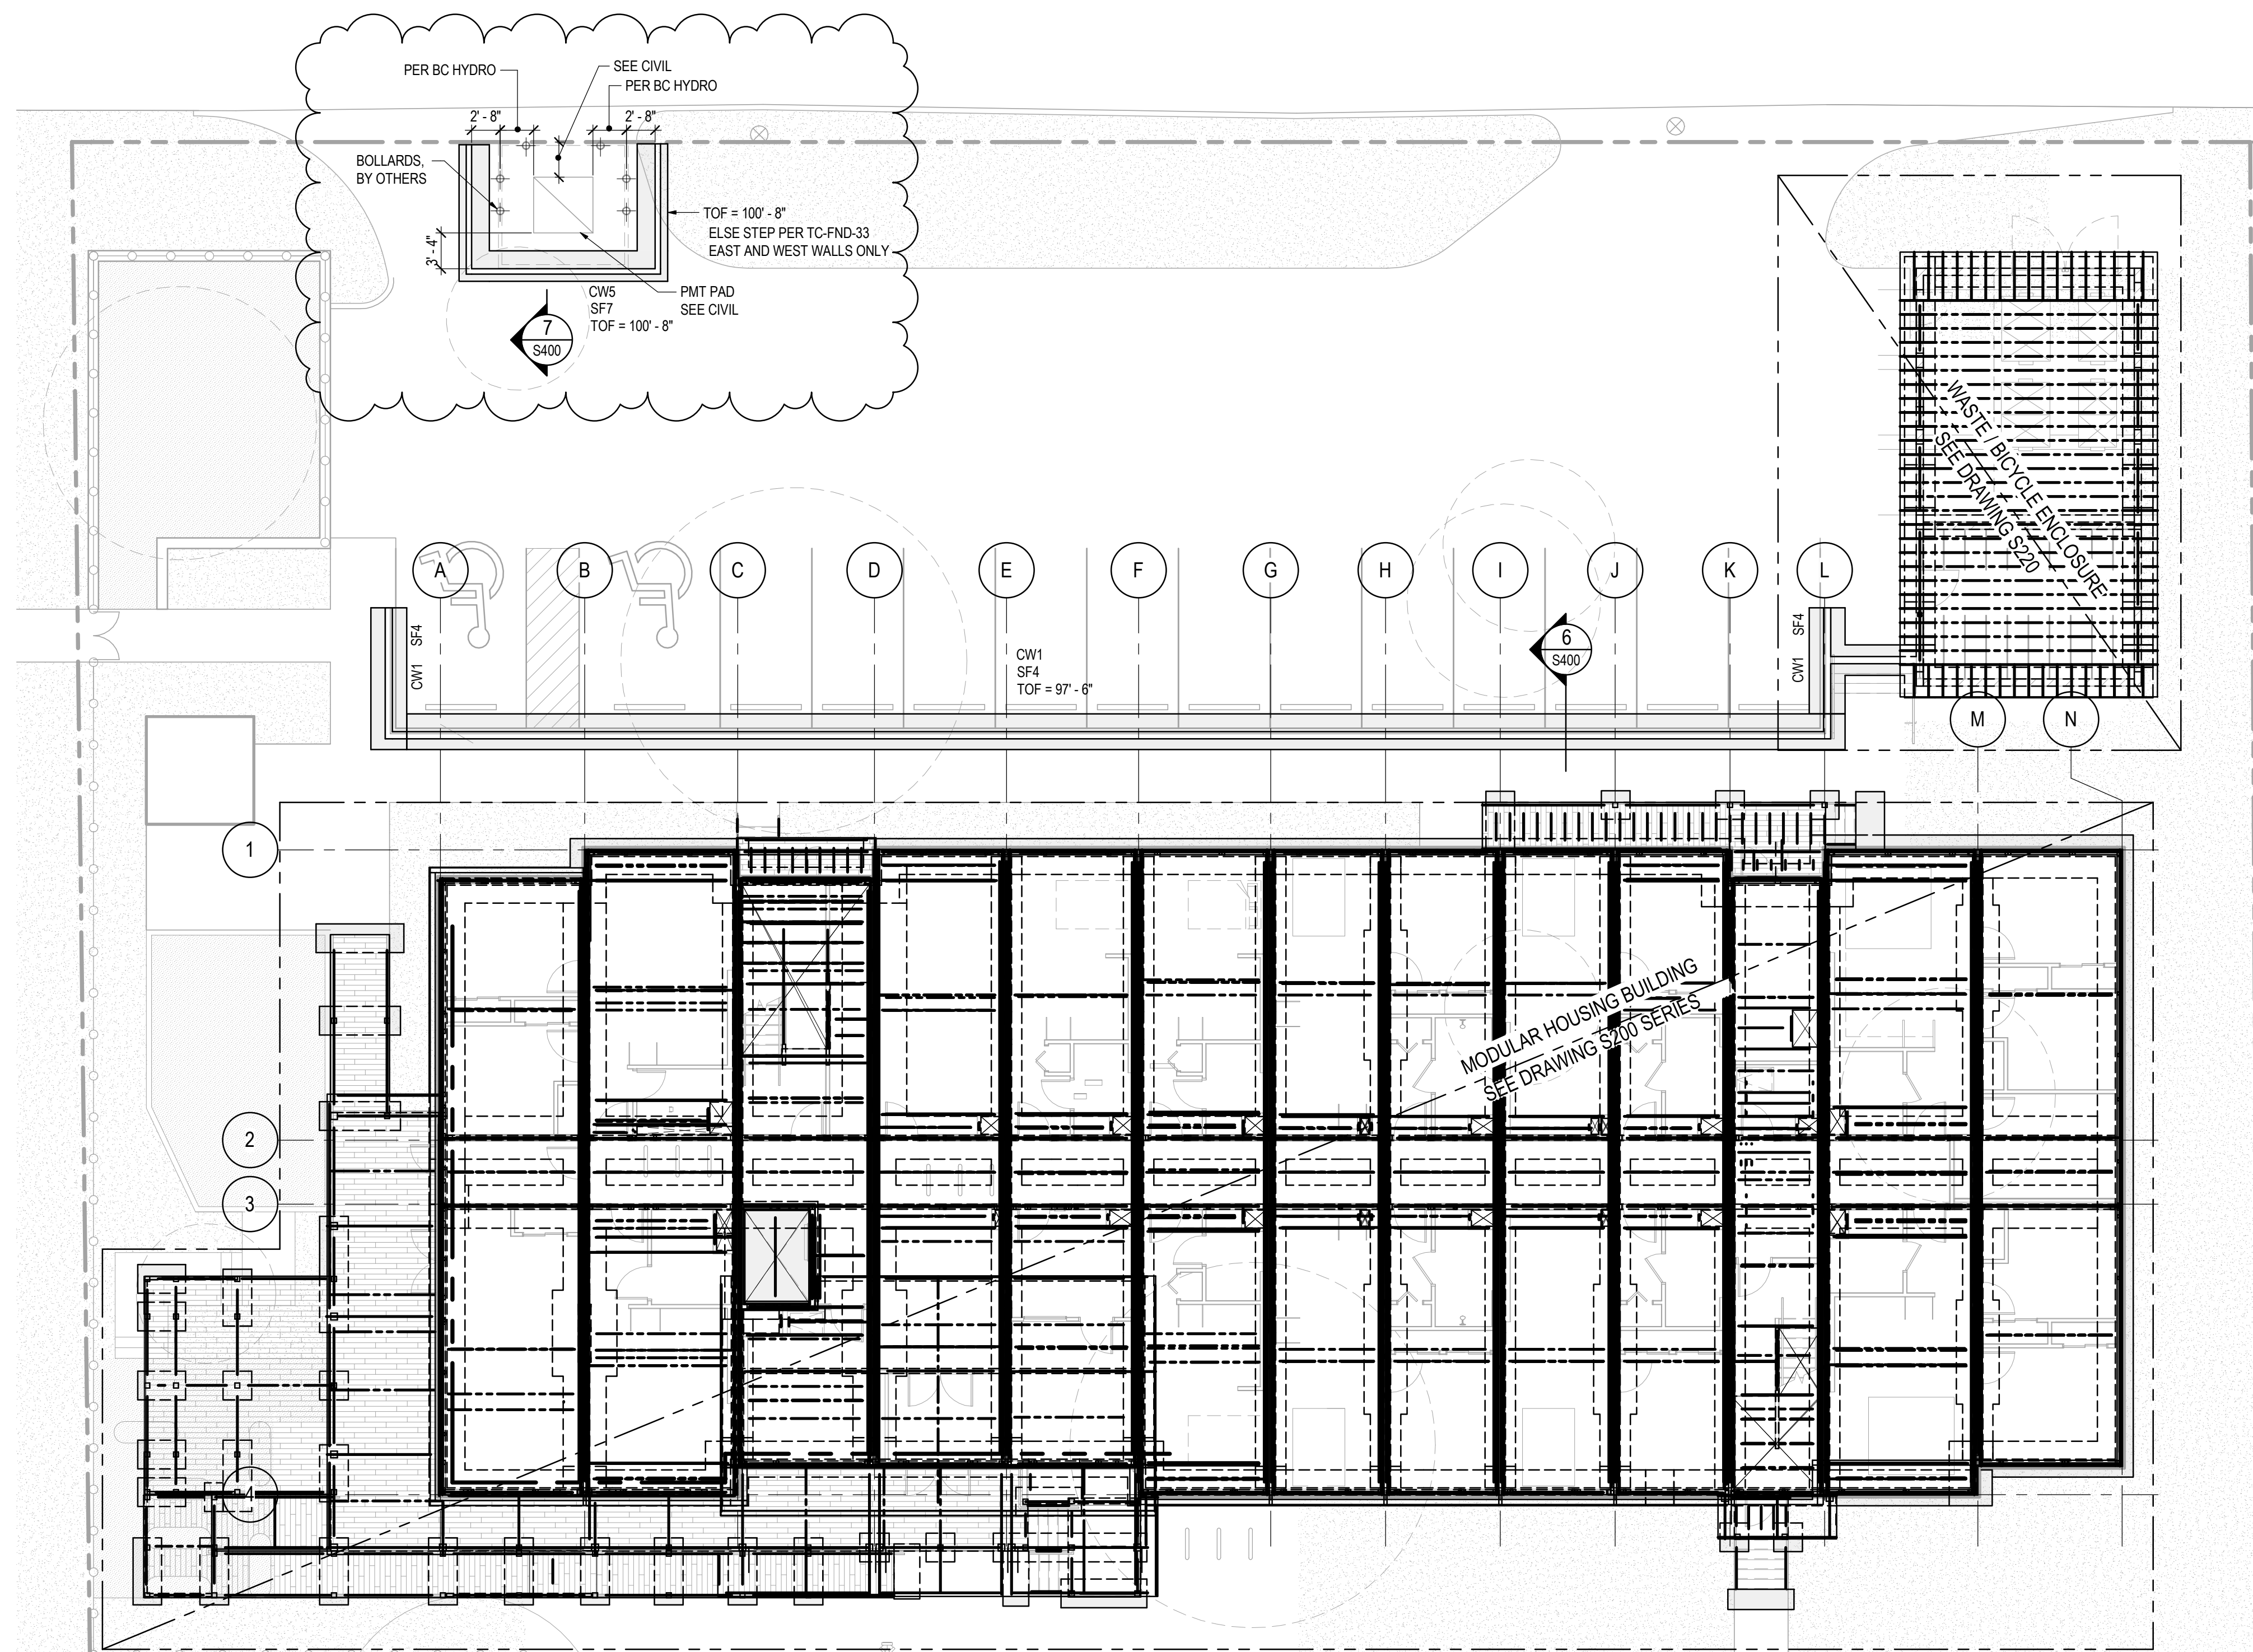 PER BC HYDRO
SEE CIVIL
PER BC HYDRO
2' - 8"
2' - 8"
BOLLARDS,
BY OTHERS
TOF = 100' - 8"
ELSE STEP PER TC-FND-33
EAST AND WEST WALLS ONLY
3' - 4"
CW5
SF7
TOF = 100' - 8"
PMT PAD
SEE CIVIL
7
S400
WASTE / BICYCLE ENCLOSURE
SEE DRAWING S220
A
B
C
D
E
F
G
H
I
J
K
L
CW1 SF4
CW1
SF4
TOF = 97' - 6"
6
S400
CW1 SF4
M
N
1
2
3
4
MODULAR HOUSING BUILDING
SEE DRAWING S200 SERIES